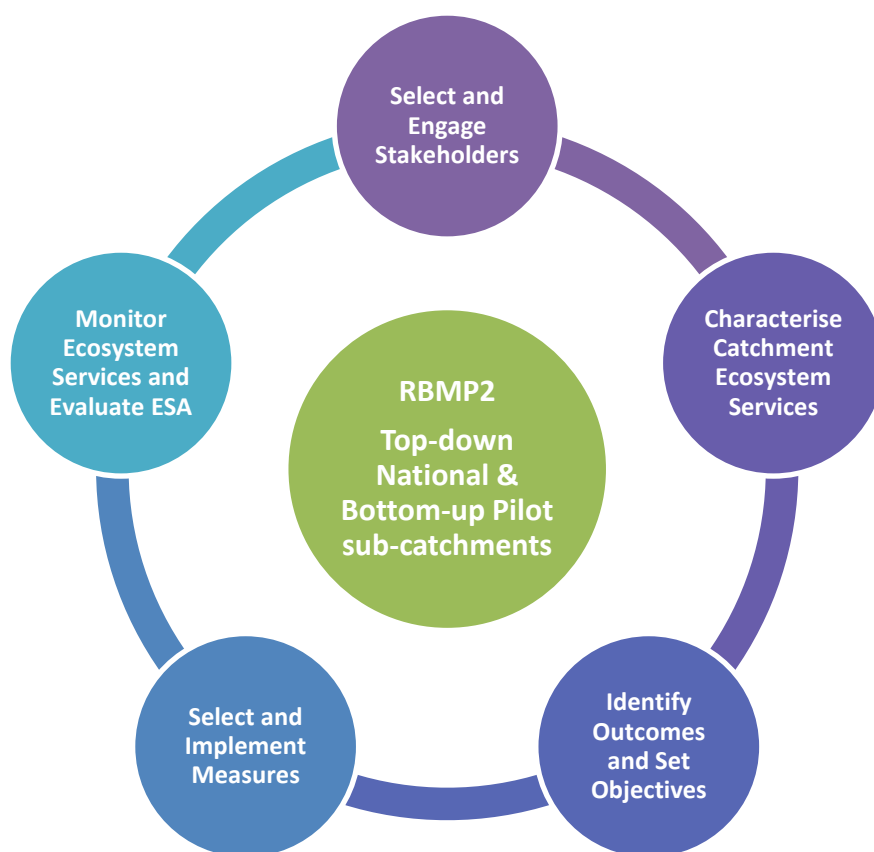 Select and
Engage
Stakeholders
Characterise
Catchment
Ecosystem
Services
Identify
Outcomes
and Set
Objectives
Select and
Implement
Measures
Monitor
Ecosystem
Services and
Evaluate ESA
RBMP2
Top-down
National &
Bottom-up Pilot
sub-catchments